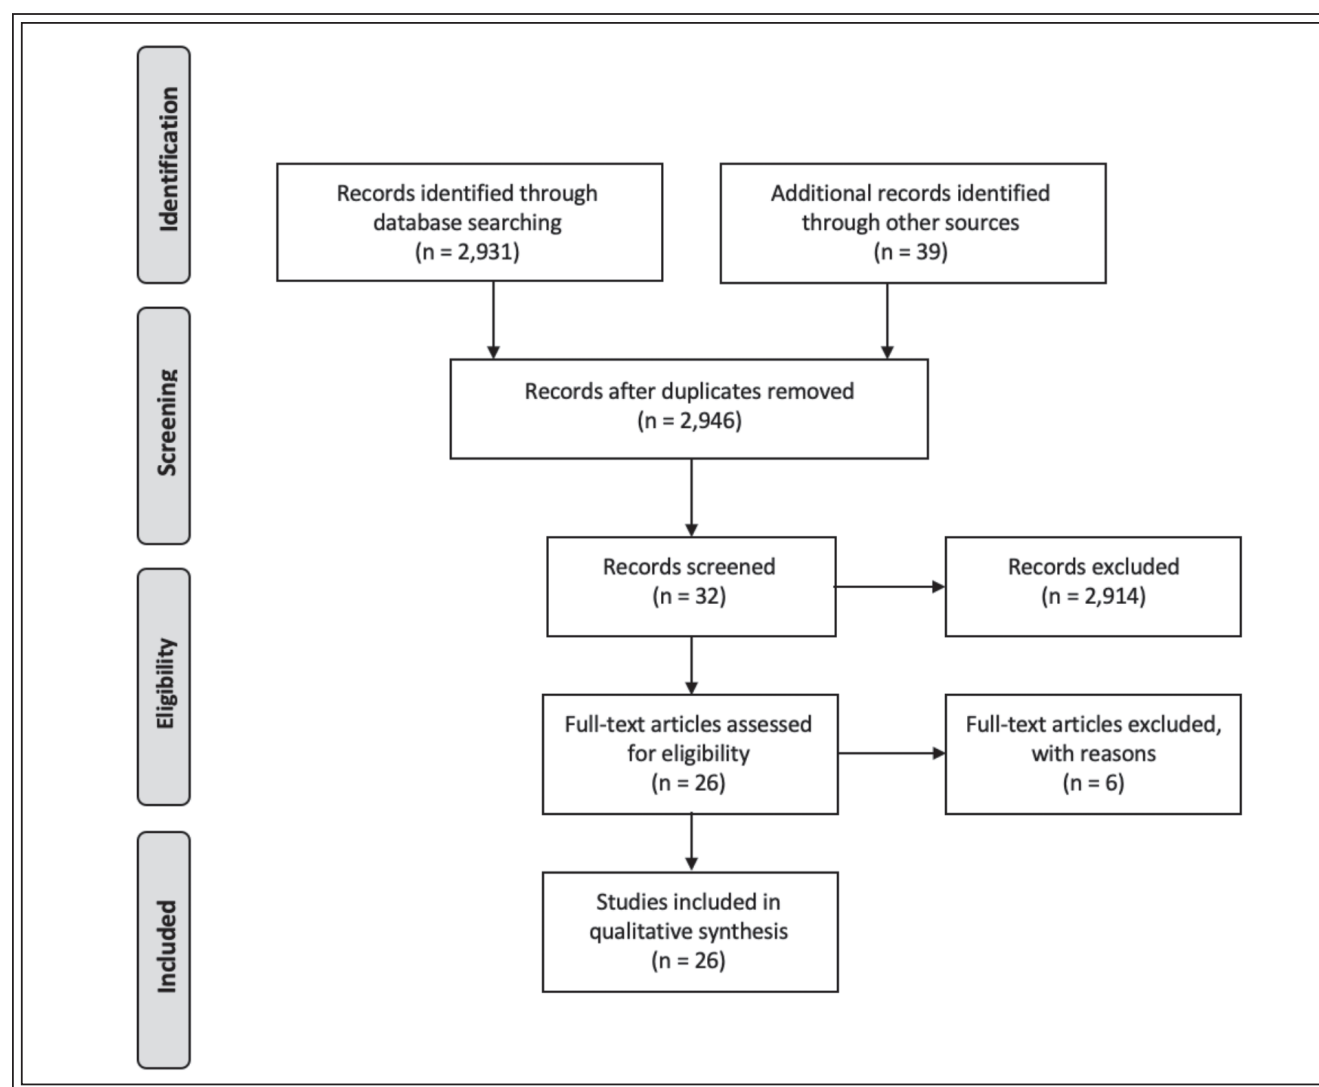 Identification
Records identified through
database searching
(n = 2,931)
Additional records identified
through other sources
(n = 39)
Screening
Records after duplicates removed
(n = 2,946)
Records screened
(n = 32)
Records excluded
(n = 2,914)
Eligibility
Full-text articles assessed
for eligibility
(n = 26)
Full-text articles excluded,
with reasons
(n = 6)
Included
Studies included in
qualitative synthesis
(n = 26)